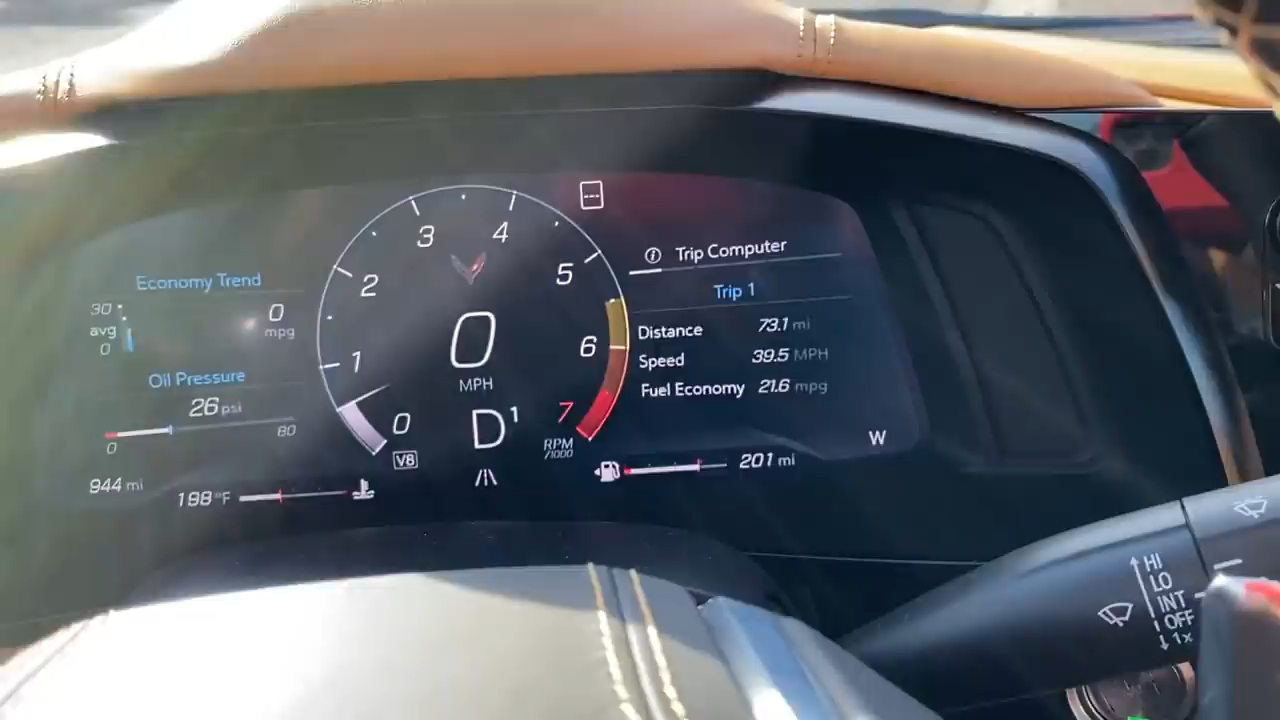 Economy Trend
30
avg
0
0
mpg
Oil Pressure
26 psi
0
80
944 mi
198 °F
0
1
2
3
4
5
6
7
RPM
/1000
V8
0
MPH
D1
Trip Computer
Trip 1
Distance 73.1 mi
Speed 39.5 MPH
Fuel Economy 21.6 mpg
W
201 mi
HI
LO
INT
OFF
1x